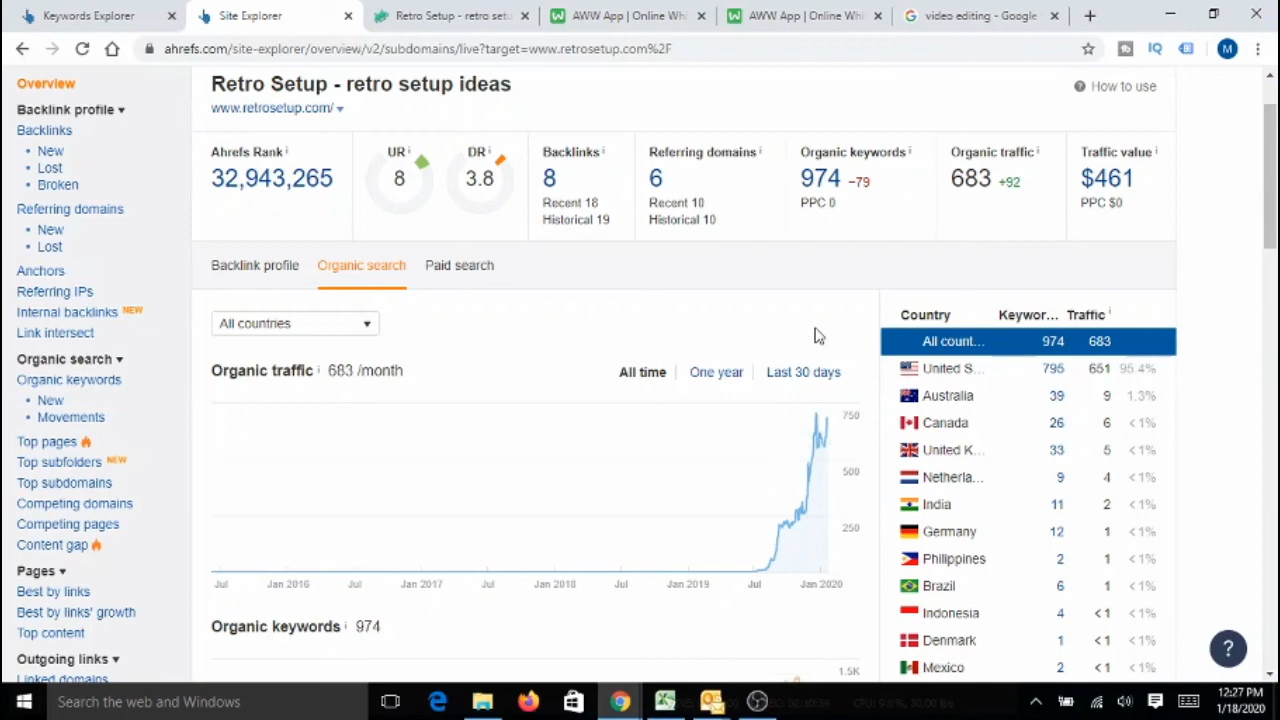 Keywords Explorer
Site Explorer
Retro Setup - retro setu
AWW App | Online Whi
AWW App | Online Whi
video editing - Google
ahrefs.com/site-explorer/overview/v2/subdomains/live?target=www.retrosetup.com%2F
IQ
M
Overview
Backlink profile
Backlinks
• New
• Lost
• Broken
Referring domains
• New
• Lost
Anchors
Referring IPs
Internal backlinks NEW
Link intersect
Organic search
Organic keywords
• New
• Movements
Top pages
Top subfolders NEW
Top subdomains
Competing domains
Competing pages
Content gap
Pages
Best by links
Best by links' growth
Top content
Outgoing links
Linked domains
Retro Setup - retro setup ideas
www.retrosetup.com/
? How to use
Ahrefs Rank i
32,943,265
UR i
8
DR i
3.8
Backlinks i
8
Recent 18
Historical 19
Referring domains i
6
Recent 10
Historical 10
Organic keywords i
974 -79
PPC 0
Organic traffic i
683 +92
Traffic value i
$461
PPC $0
Backlink profile Organic search Paid search
All countries
Organic traffic i 683 /month
All time One year Last 30 days
750
500
250
Jul Jan 2016 Jul Jan 2017 Jul Jan 2018 Jul Jan 2019 Jul Jan 2020
Organic keywords i 974
1.5K
Country Keywor... Traffic i
All count... 974 683
United S... 795 651 95.4%
Australia 39 9 1.3%
Canada 26 6 <1%
United K... 33 5 <1%
Netherla... 9 4 <1%
India 11 2 <1%
Germany 12 1 <1%
Philippines 2 1 <1%
Brazil 6 1 <1%
Indonesia 4 <1 <1%
Denmark 1 <1 <1%
Mexico 2 <1 <1%
?
Search the web and Windows
12:27 PM
1/18/2020